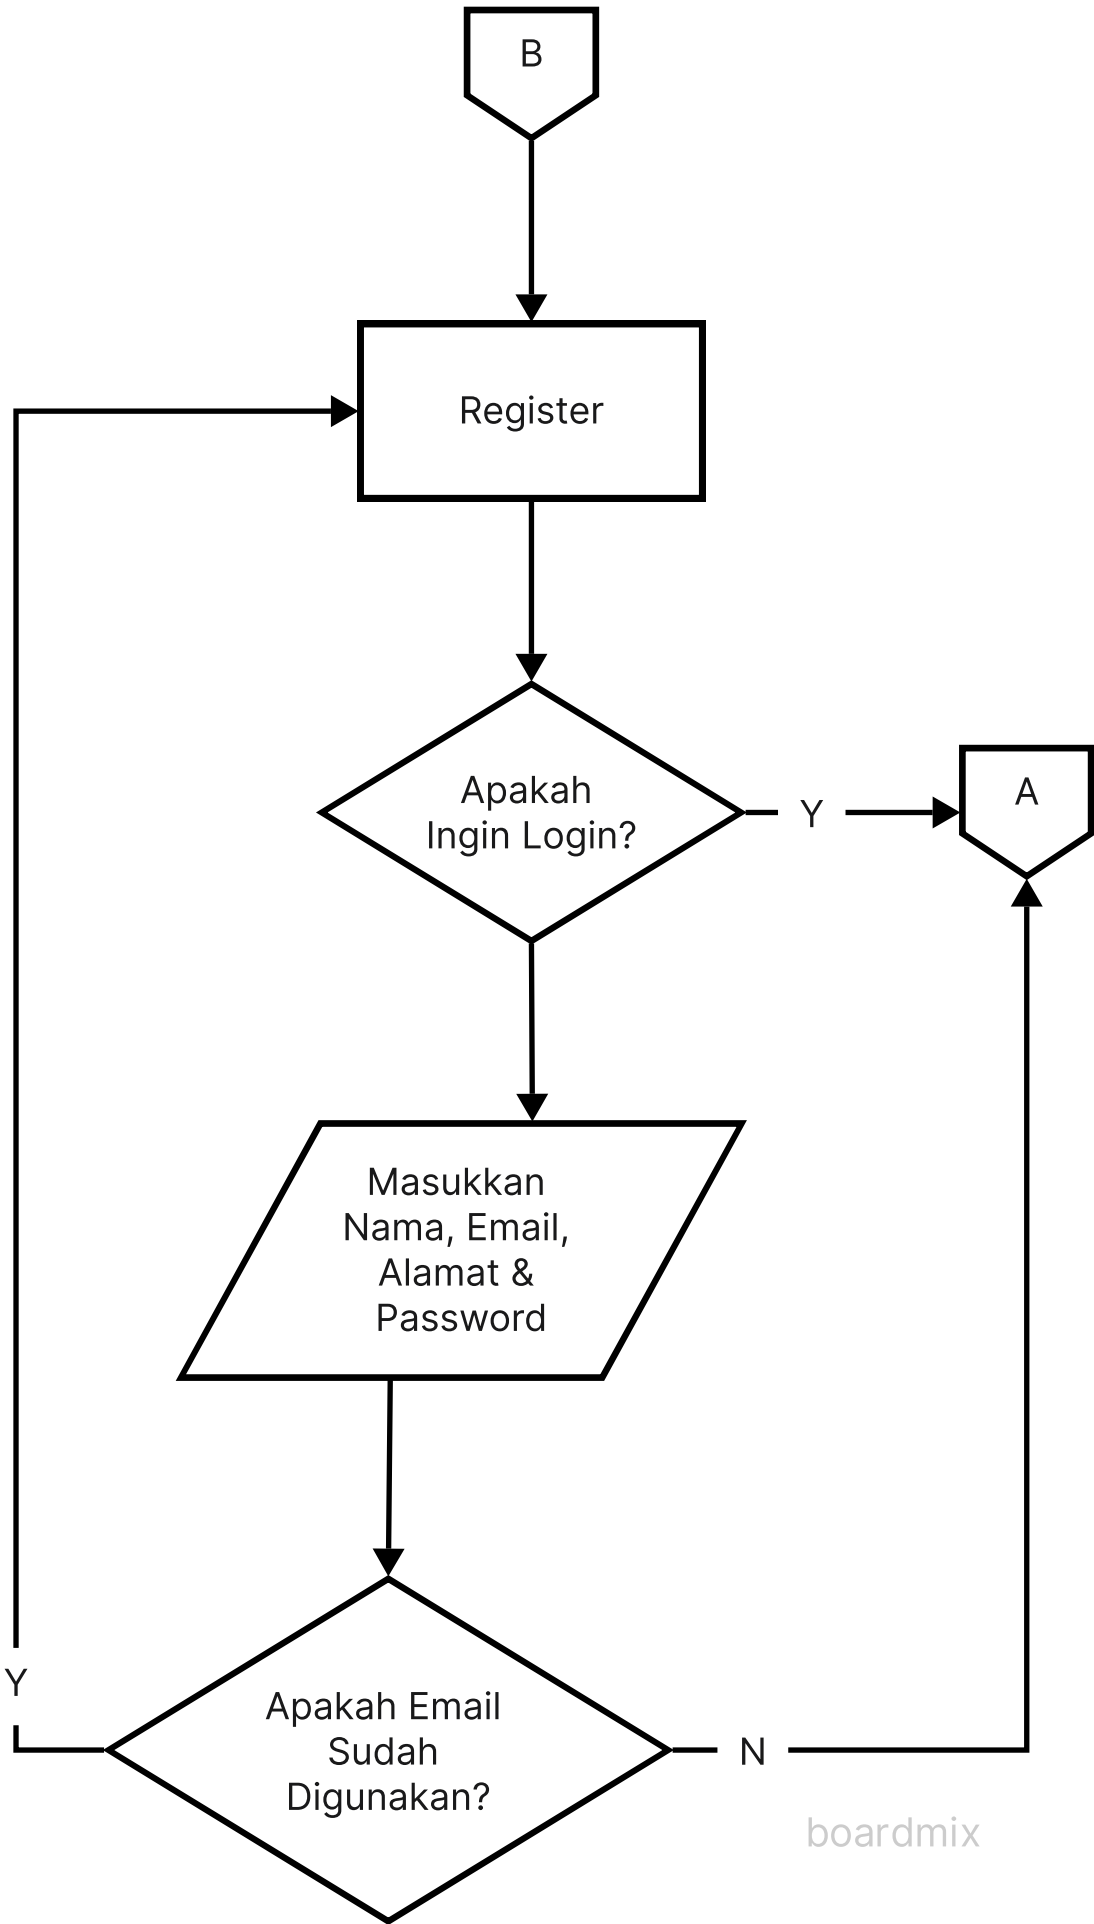 B
Register
Apakah
Ingin Login?
Y
A
Masukkan
Nama, Email,
Alamat &
Password
Y
Apakah Email
Sudah
Digunakan?
N
boardmix